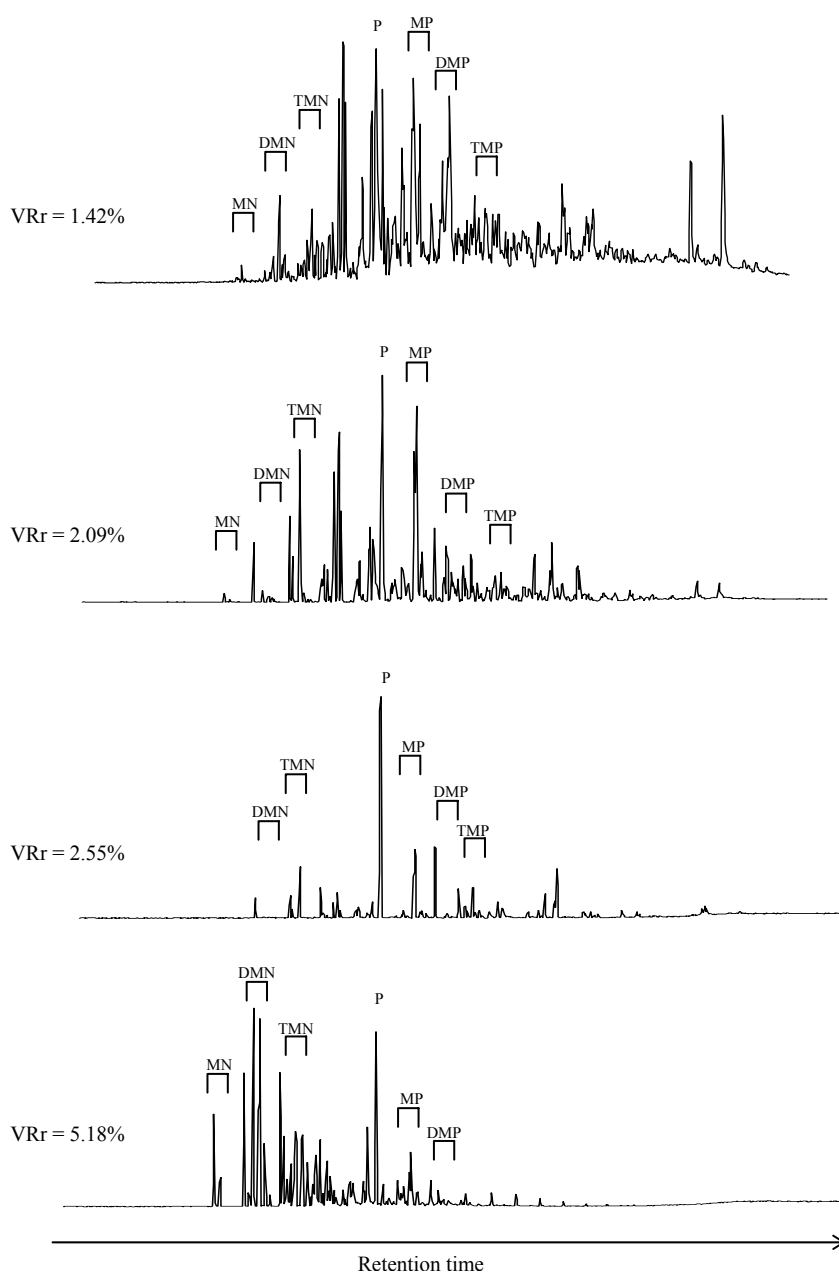 P
MP
DMP
TMN
DMN
TMP
MN
VRr = 1.42%
P
MP
TMN
DMN
DMP
TMP
MN
VRr = 2.09%
P
MP
TMN
DMP
DMN
TMP
VRr = 2.55%
DMN
P
TMN
MN
MP
DMP
VRr = 5.18%
Retention time